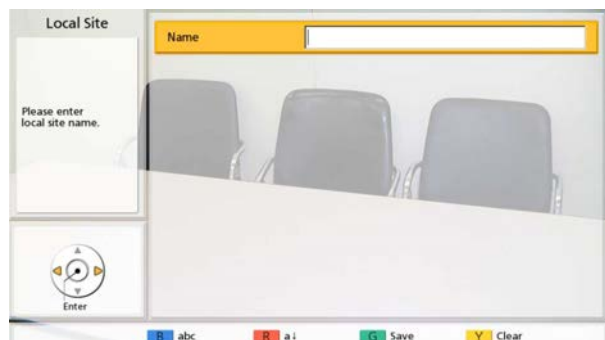 Local Site
Name
Please enter
local site name.
Enter
B abc
R a↓
G Save
Y Clear